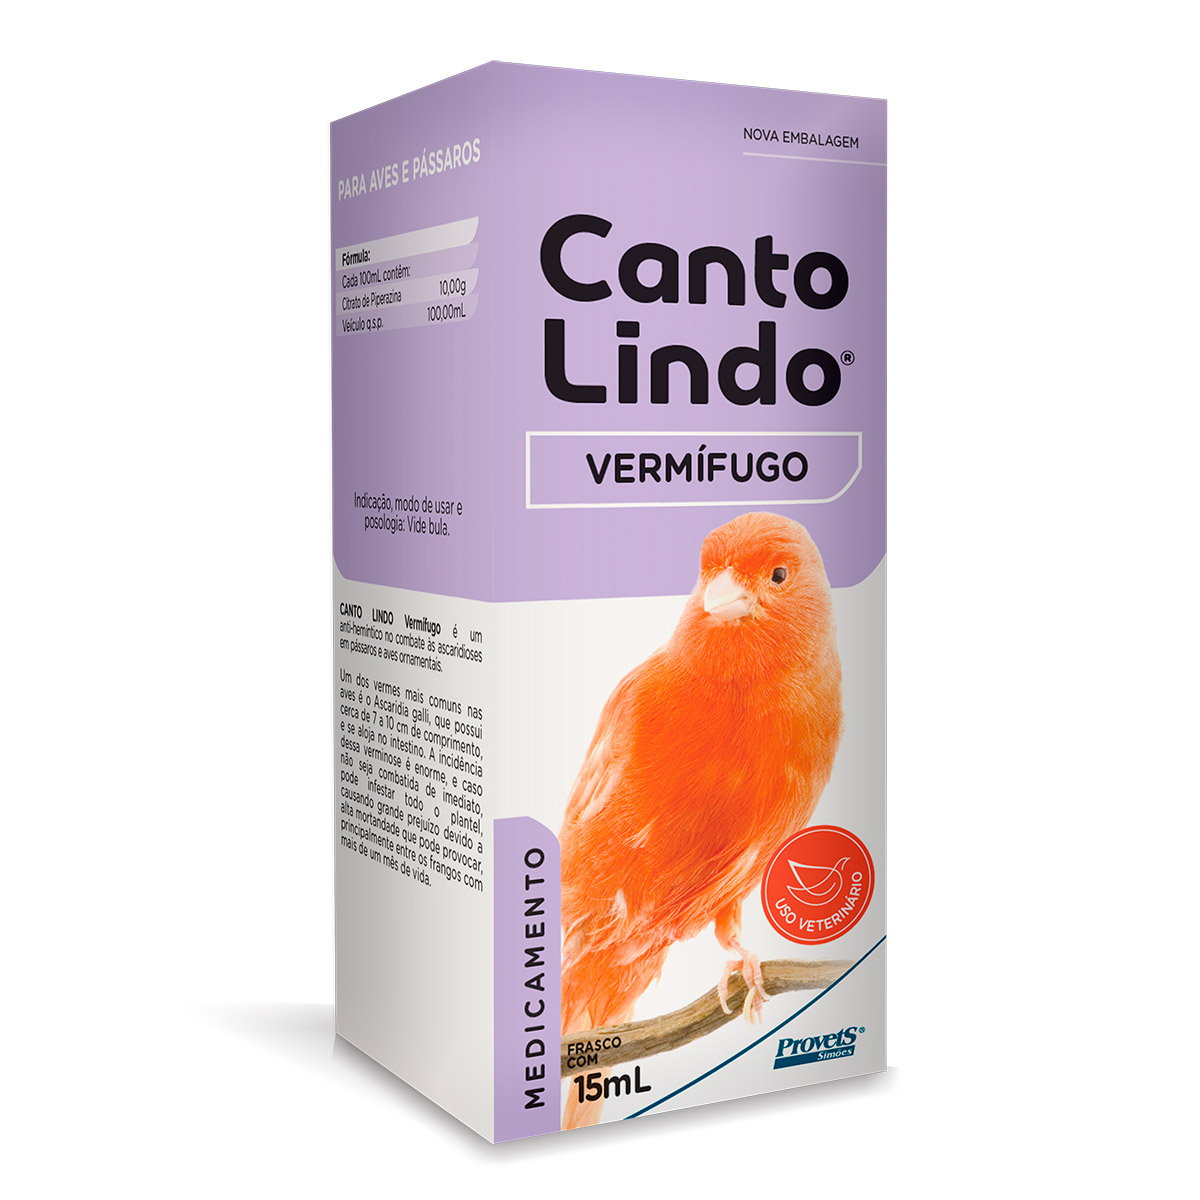 PARA AVES E PÁSSAROS
Fórmula:
Cada 100mL contêm:
Citrato de Piperazina 10,00g
Veículo q.s.p. 100,00mL
Indicação, modo de usar e
posologia: Vide bula.
CANTO LINDO Vermífugo é um
anti-hemíntico no combate às ascaridioses
em pássaros e aves ornamentais.
Um dos vermes mais comuns nas
aves é o Ascaridia galli, que possui
cerca de 7 a 10 cm de comprimento,
e se aloja no intestino. A incidência
dessa verminose é enorme, e caso
não seja combatida de imediato,
pode infestar todo o plantel,
causando grande prejuízo devido a
alta mortandade que pode provocar,
principalmente entre os frangos com
mais de um mês de vida.
NOVA EMBALAGEM
Canto
Lindo®
VERMÍFUGO
USO VETERINÁRIO
MEDICAMENTO
FRASCO
COM
15mL
Provets®
Simões